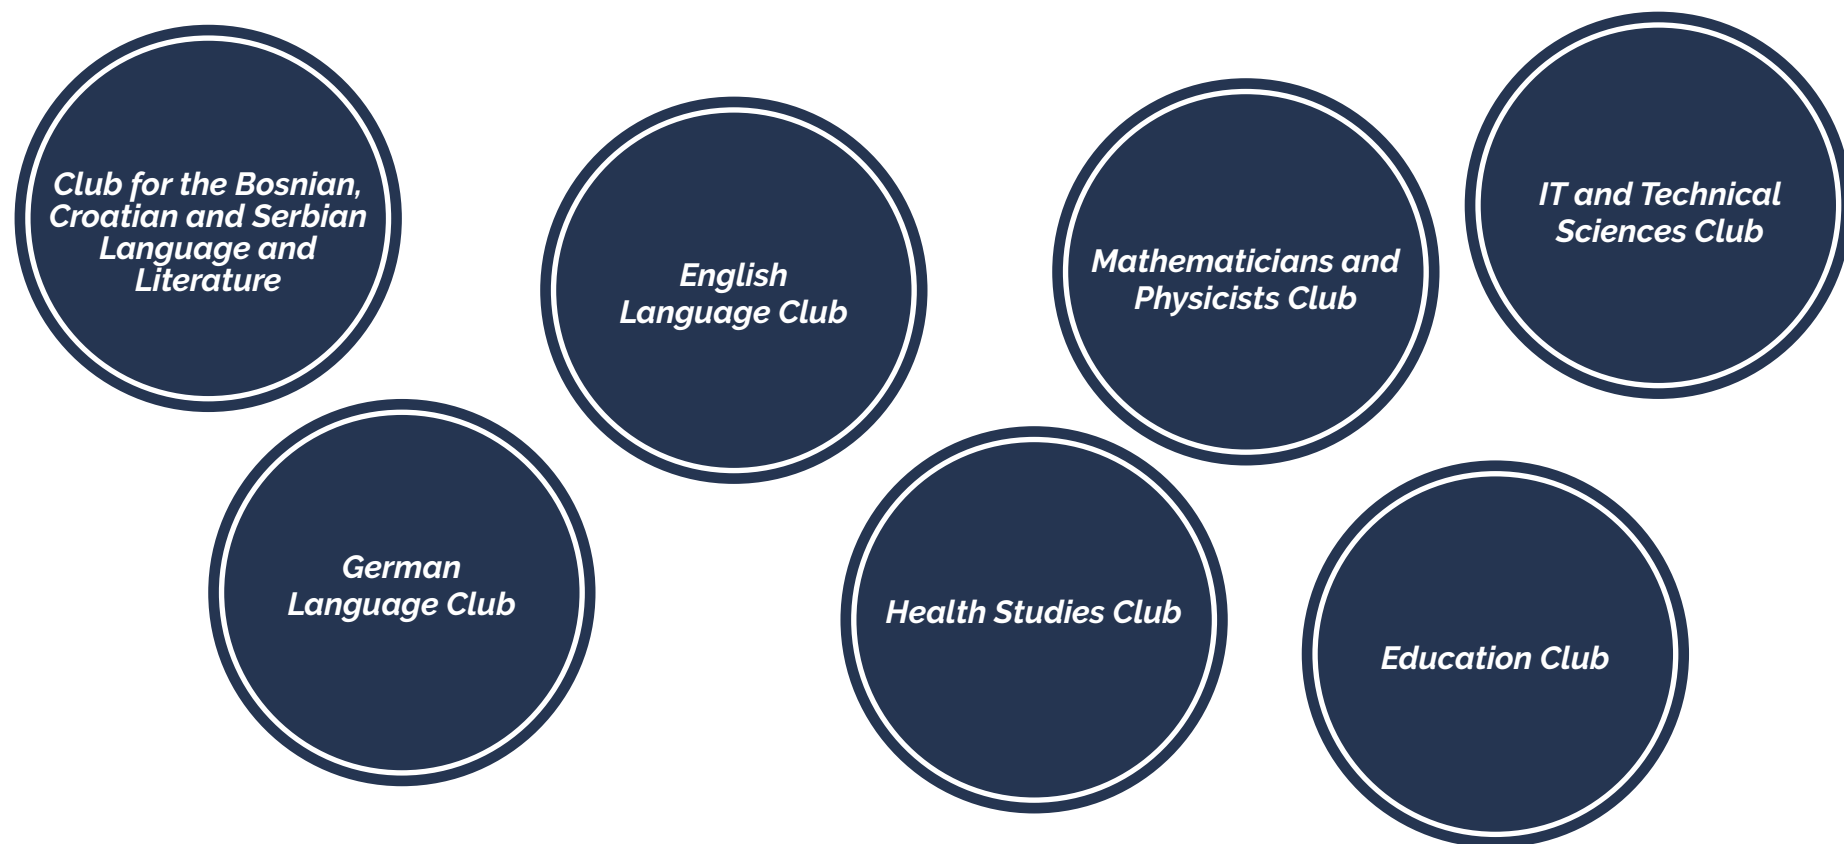 Club for the Bosnian,
Croatian and Serbian
Language and
Literature
English
Language Club
Mathematicians and
Physicists Club
IT and Technical
Sciences Club
German
Language Club
Health Studies Club
Education Club